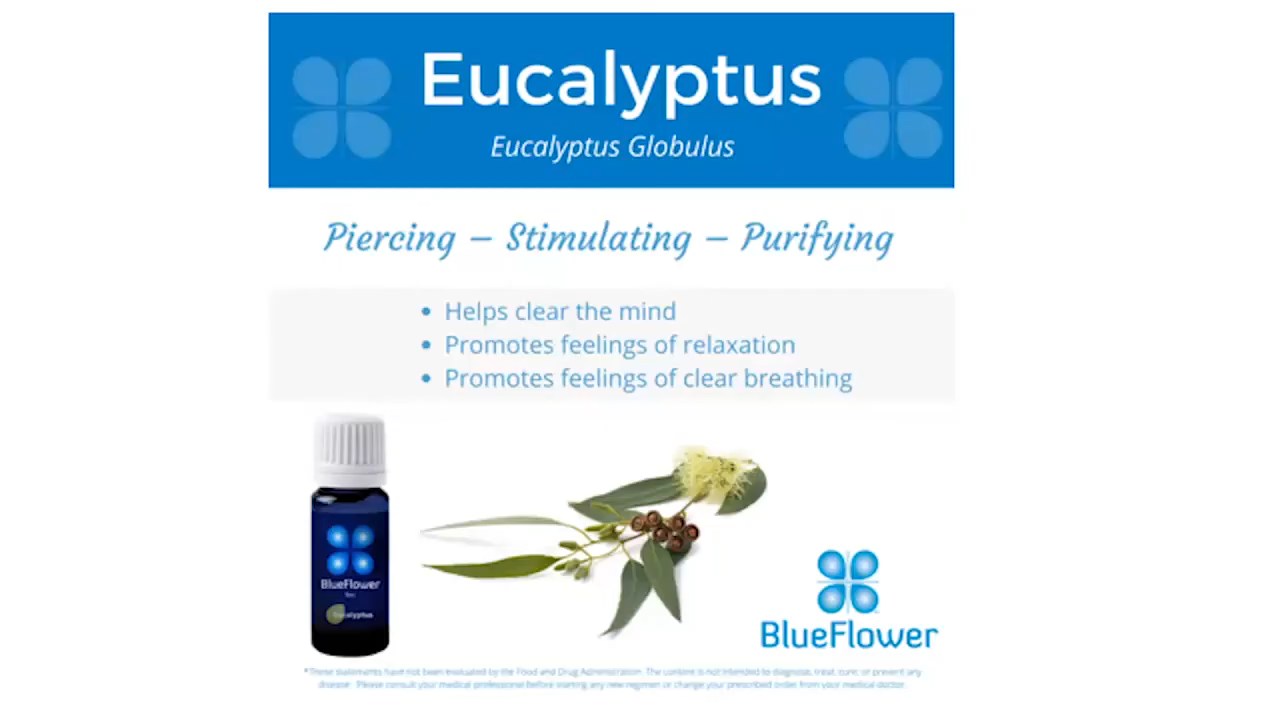 Eucalyptus
Eucalyptus Globulus
Piercing – Stimulating – Purifying
• Helps clear the mind
• Promotes feelings of relaxation
• Promotes feelings of clear breathing
BlueFlower
Eucalyptus
BlueFlower
*These statements have not been evaluated by the Food and Drug Administration. The content is not intended to diagnose, treat, cure, or prevent any
disease. Please consult your medical professional before starting any new regimen or change your prescribed order from your medical doctor.